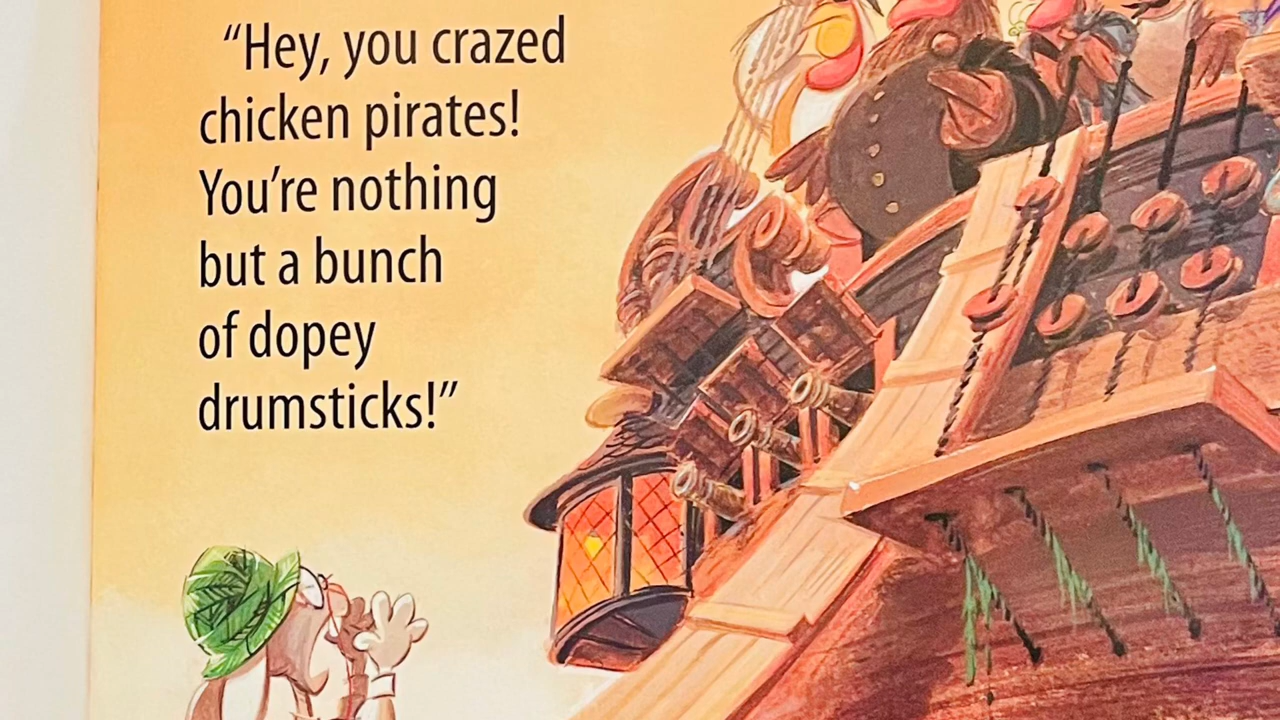 “Hey, you crazed
chicken pirates!
You’re nothing
but a bunch
of dopey
drumsticks!”